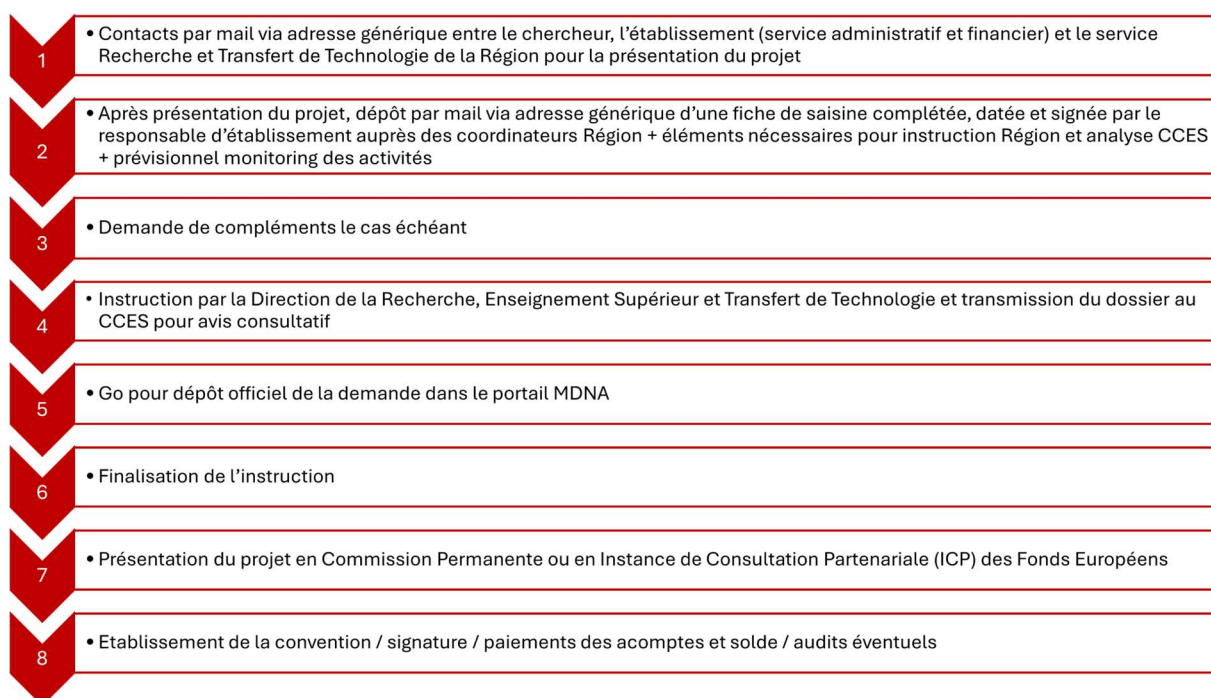 1
• Contacts par mail via adresse générique entre le chercheur, l'établissement (service administratif et financier) et le service
Recherche et Transfert de Technologie de la Région pour la présentation du projet
2
• Après présentation du projet, dépôt par mail via adresse générique d'une fiche de saisine complétée, datée et signée par le
responsable d'établissement auprès des coordinateurs Région + éléments nécessaires pour instruction Région et analyse CCES
+ prévisionnel monitoring des activités
3
• Demande de compléments le cas échéant
4
• Instruction par la Direction de la Recherche, Enseignement Supérieur et Transfert de Technologie et transmission du dossier au
CCES pour avis consultatif
5
• Go pour dépôt officiel de la demande dans le portail MDNA
6
• Finalisation de l'instruction
7
• Présentation du projet en Commission Permanente ou en Instance de Consultation Partenariale (ICP) des Fonds Européens
8
• Etablissement de la convention / signature / paiements des acomptes et solde / audits éventuels